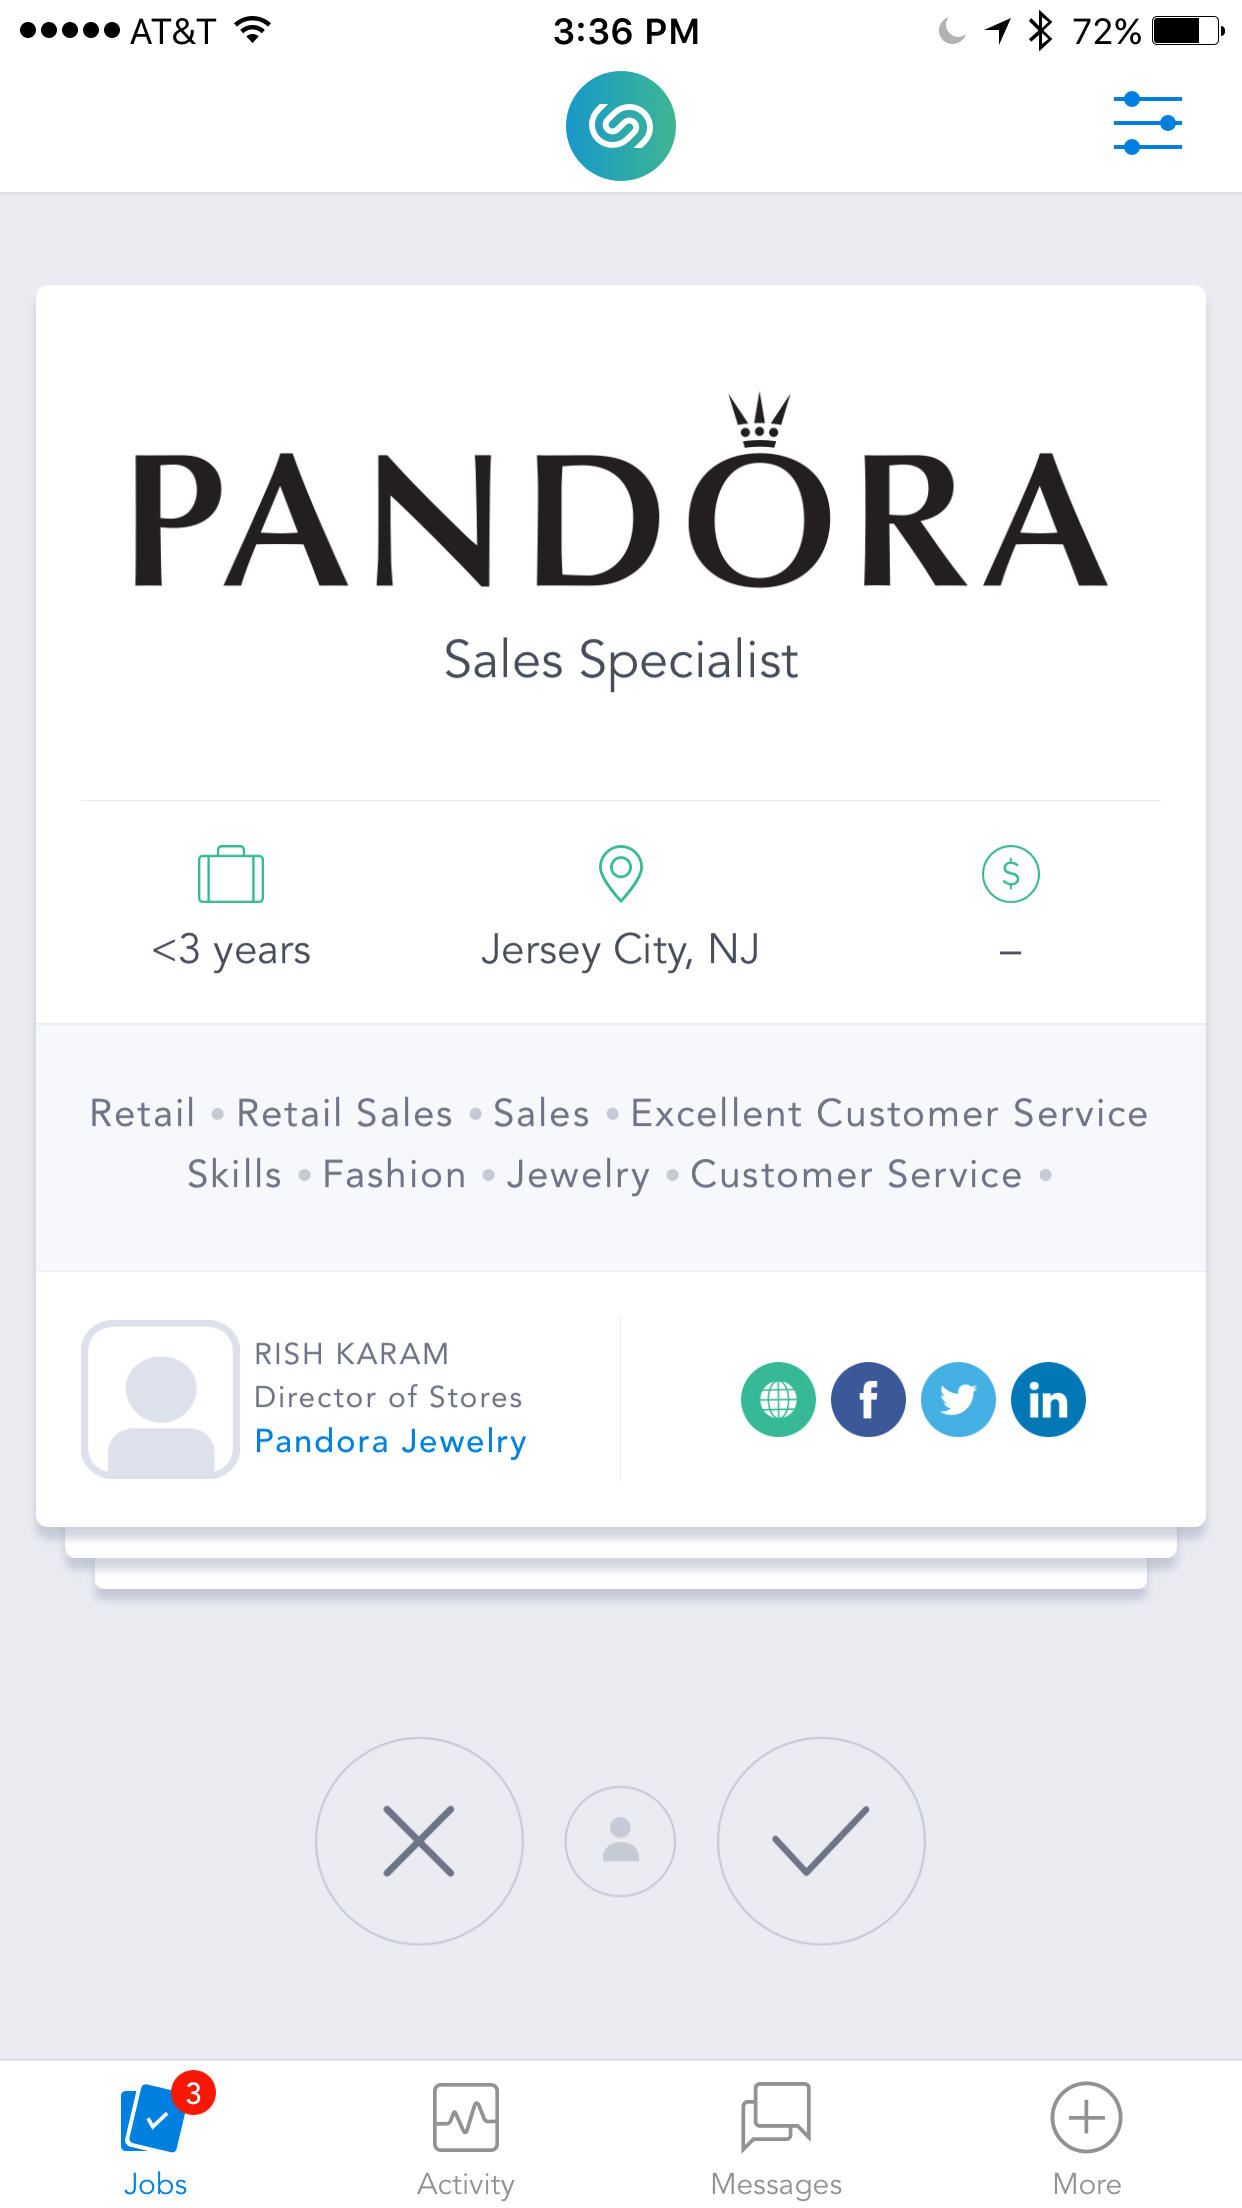 AT&T 3:36 PM 72%
PANDORA
Sales Specialist
$
<3 years Jersey City, NJ –
Retail • Retail Sales • Sales • Excellent Customer Service
Skills • Fashion • Jewelry • Customer Service •
RISH KARAM
Director of Stores
Pandora Jewelry
f in
3
Jobs Activity Messages More